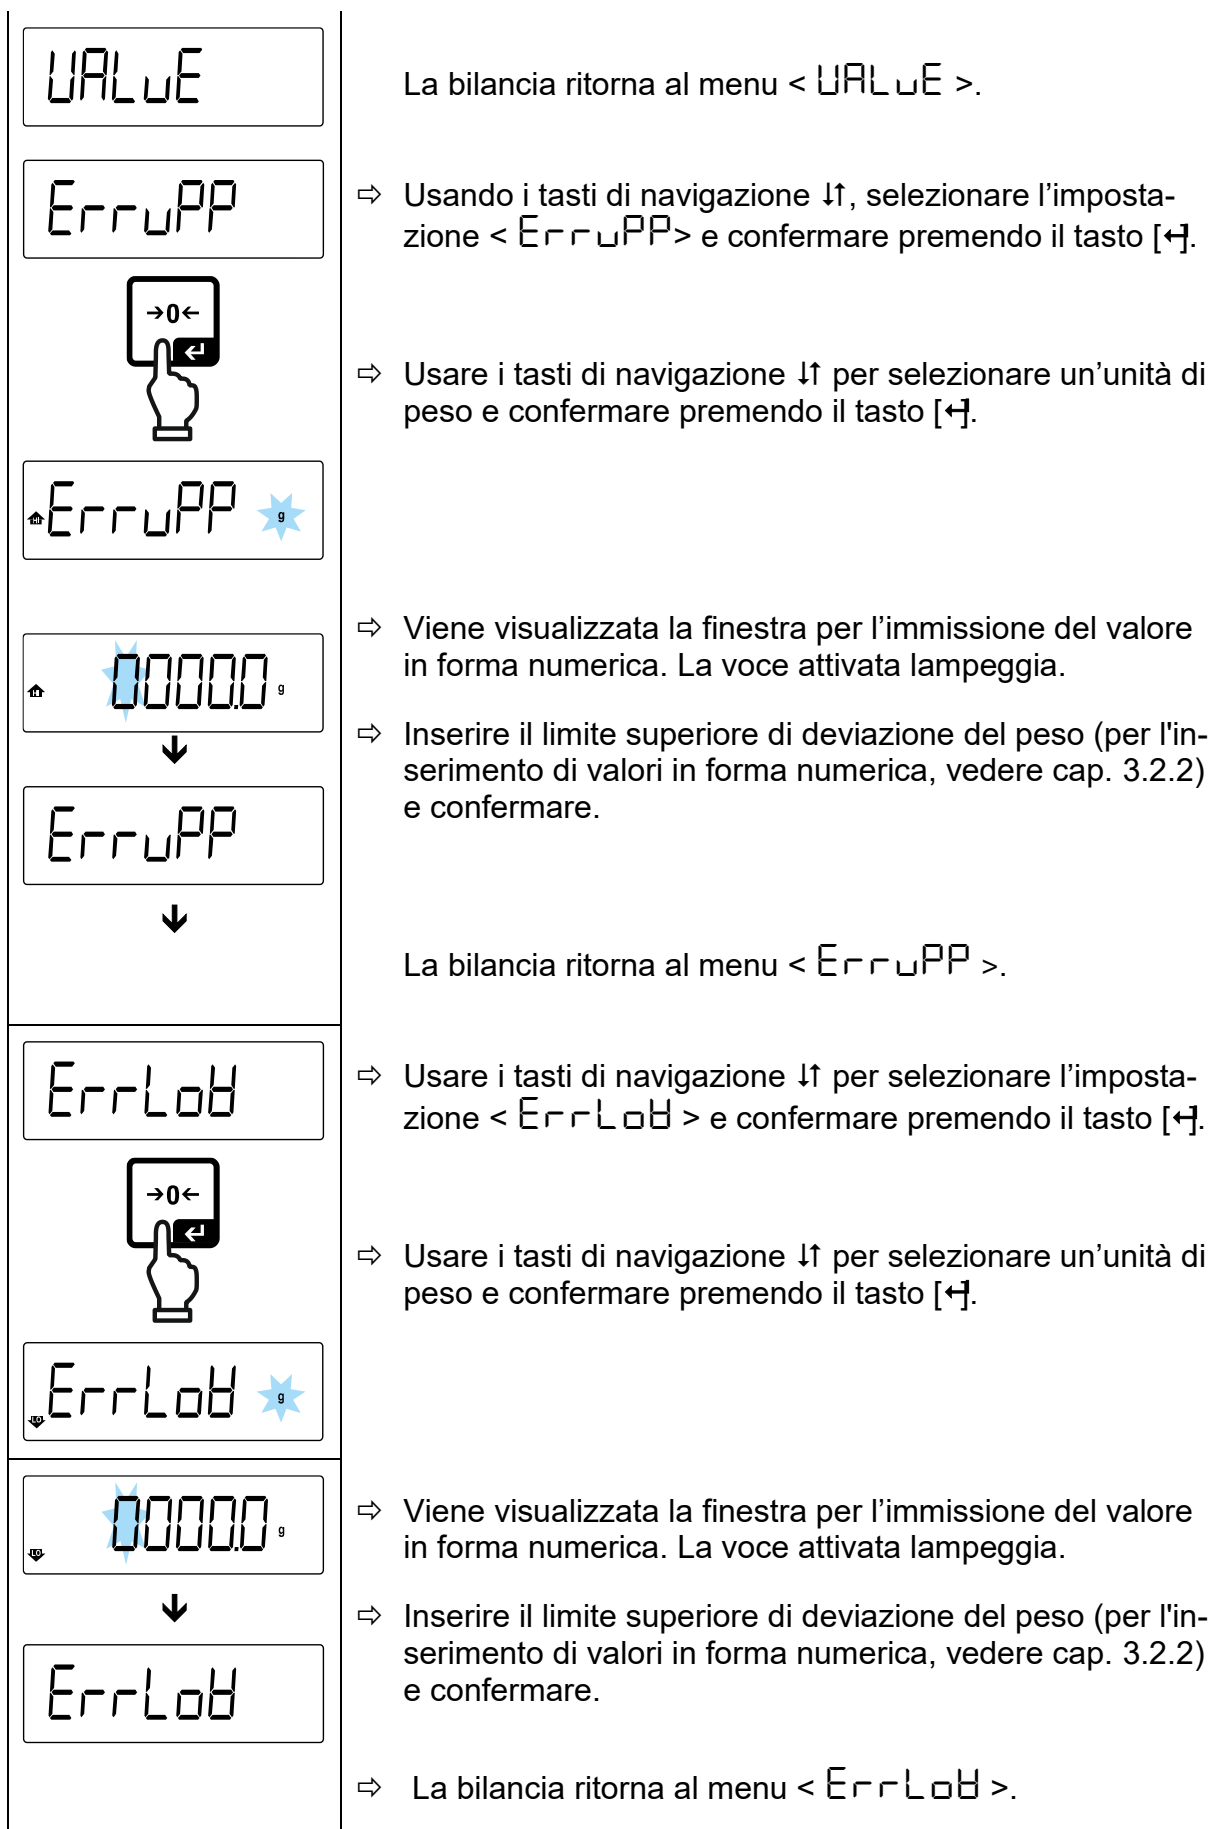 VALuE
La bilancia ritorna al menu < VALuE >.
ErruPP
⇨ Usando i tasti di navigazione ↓↑, selezionare l’imposta-
zione < ErruPP> e confermare premendo il tasto [↵].
→0←
⇨ Usare i tasti di navigazione ↓↑ per selezionare un’unità di
peso e confermare premendo il tasto [↵].
HI ErruPP g
⇨ Viene visualizzata la finestra per l’immissione del valore
in forma numerica. La voce attivata lampeggia.
HI 0000.0 g
⇨ Inserire il limite superiore di deviazione del peso (per l'in-
serimento di valori in forma numerica, vedere cap. 3.2.2)
e confermare.
ErruPP
La bilancia ritorna al menu < ErruPP >.
ErrLoW
⇨ Usare i tasti di navigazione ↓↑ per selezionare l’imposta-
zione < ErrLoW > e confermare premendo il tasto [↵].
→0←
⇨ Usare i tasti di navigazione ↓↑ per selezionare un’unità di
peso e confermare premendo il tasto [↵].
LO ErrLoW g
LO 0000.0 g
⇨ Viene visualizzata la finestra per l’immissione del valore
in forma numerica. La voce attivata lampeggia.
⇨ Inserire il limite superiore di deviazione del peso (per l'in-
serimento di valori in forma numerica, vedere cap. 3.2.2)
e confermare.
ErrLoW
⇨ La bilancia ritorna al menu < ErrLoW >.